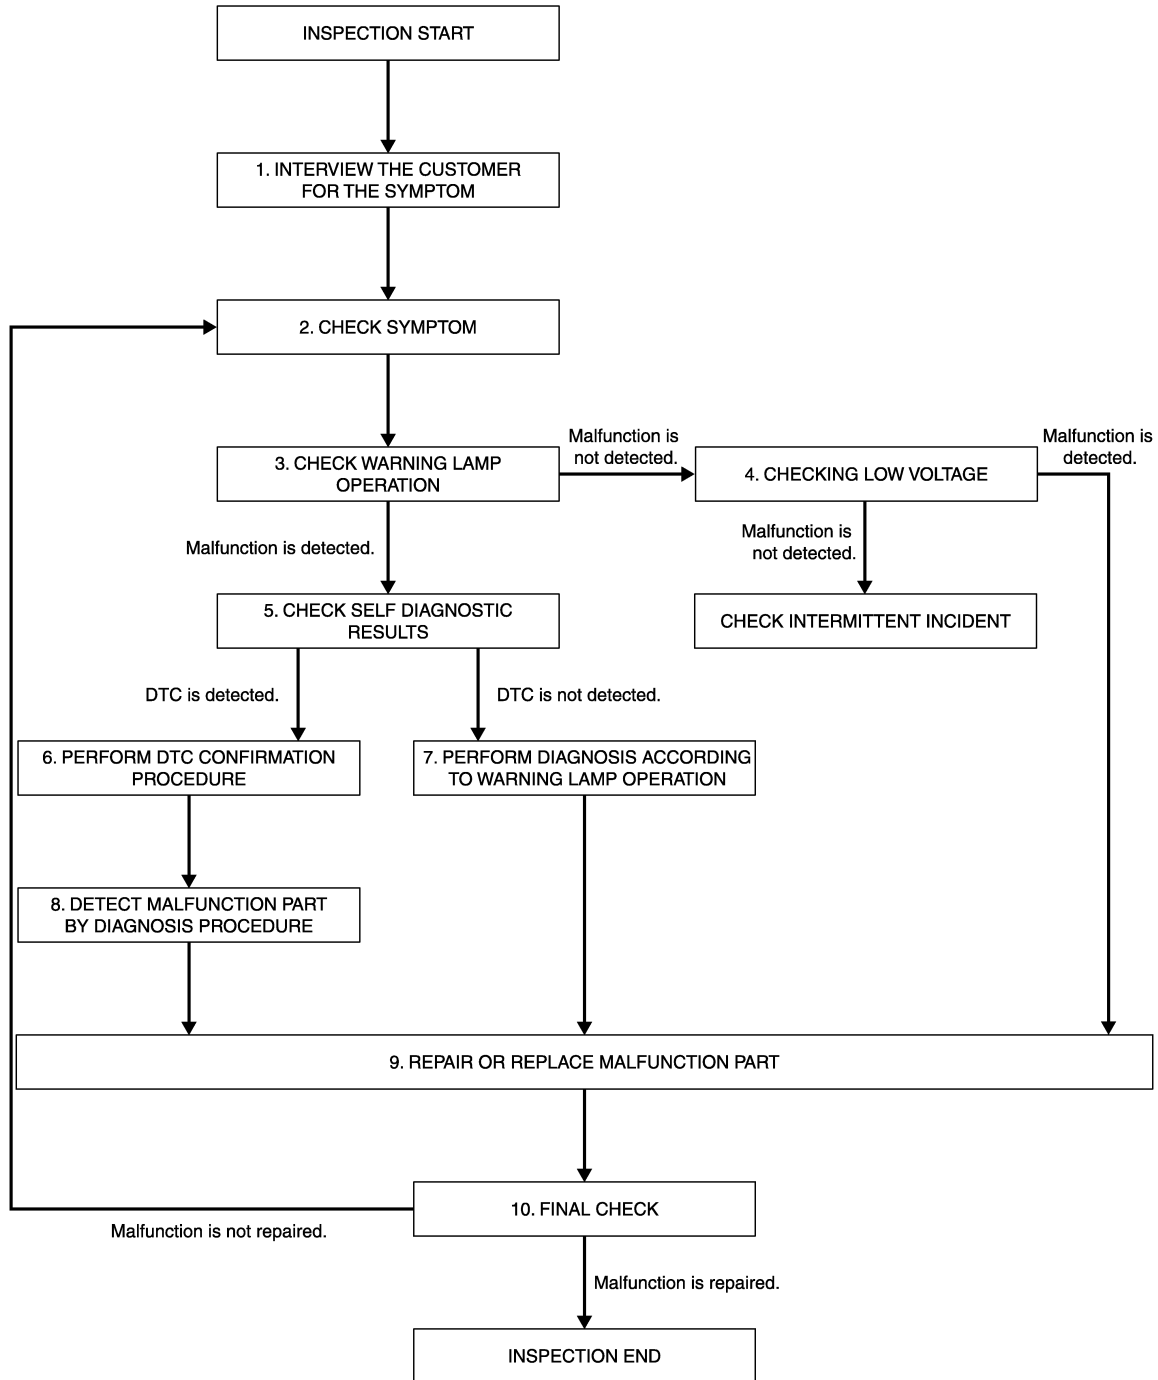 INSPECTION START
1. INTERVIEW THE CUSTOMER
FOR THE SYMPTOM
2. CHECK SYMPTOM
3. CHECK WARNING LAMP
OPERATION
Malfunction is
not detected.
4. CHECKING LOW VOLTAGE
Malfunction is
detected.
Malfunction is detected.
Malfunction is
not detected.
5. CHECK SELF DIAGNOSTIC
RESULTS
CHECK INTERMITTENT INCIDENT
DTC is detected.
DTC is not detected.
6. PERFORM DTC CONFIRMATION
PROCEDURE
7. PERFORM DIAGNOSIS ACCORDING
TO WARNING LAMP OPERATION
8. DETECT MALFUNCTION PART
BY DIAGNOSIS PROCEDURE
9. REPAIR OR REPLACE MALFUNCTION PART
10. FINAL CHECK
Malfunction is not repaired.
Malfunction is repaired.
INSPECTION END